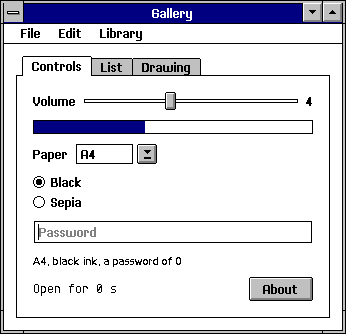 Gallery
File Edit Library
Controls List Drawing
Volume 4
Paper A4
Black
Sepia
Password
A4, black ink, a password of 0
Open for 0 s About